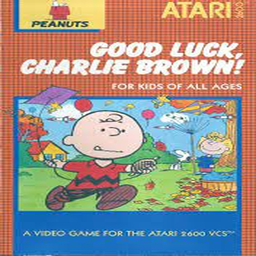 PEANUTS
ATARI 2600
GOOD LUCK,
CHARLIE BROWN!
FOR KIDS OF ALL AGES
A VIDEO GAME FOR THE ATARI 2600 VCS™